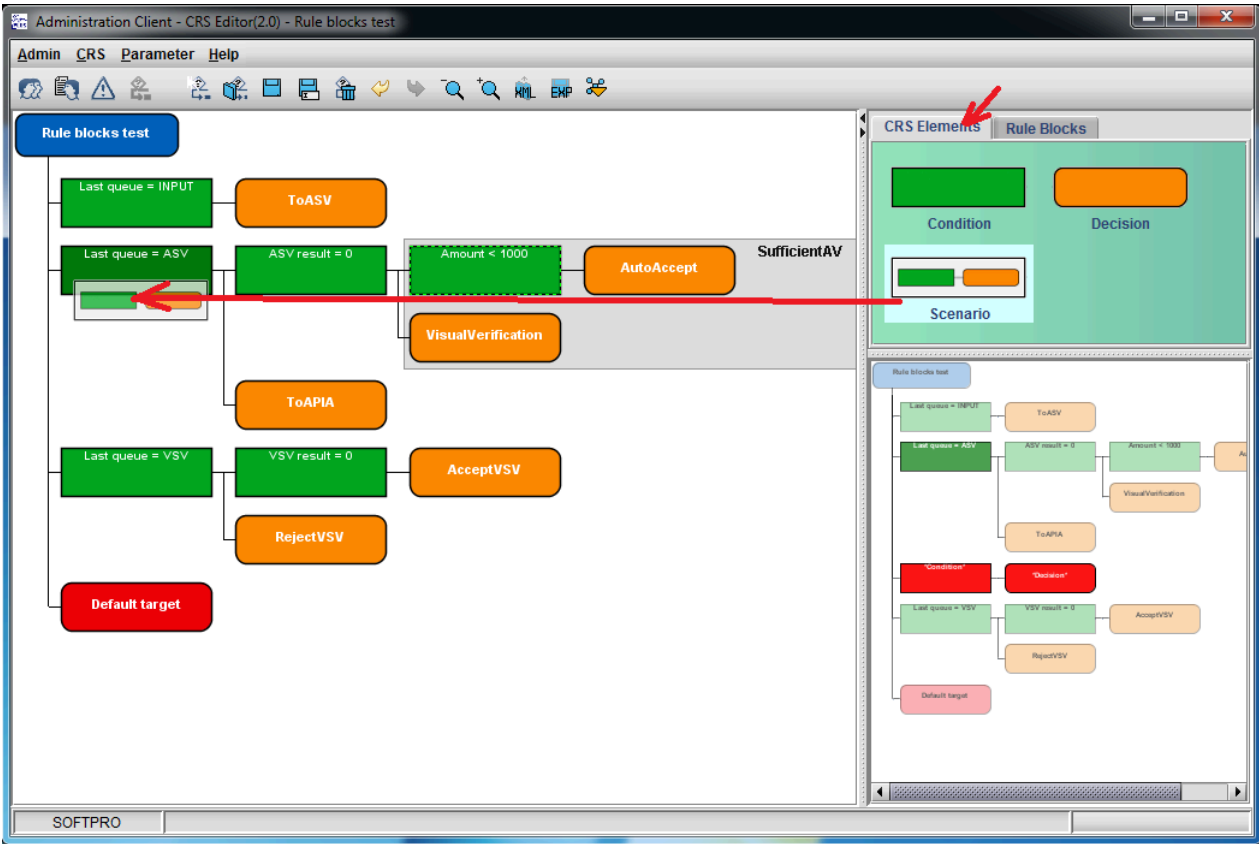 Administration Client - CRS Editor(2.0) - Rule blocks test
Admin CRS Parameter Help
XML EXP
Rule blocks test
Last queue = INPUT
ToASV
Last queue = ASV
ASV result = 0
Amount < 1000
AutoAccept
SufficientAV
VisualVerification
ToAPIA
Last queue = VSV
VSV result = 0
AcceptVSV
RejectVSV
Default target
CRS Elements
Rule Blocks
Condition
Decision
Scenario
Rule blocks test
Last queue = INPUT
ToASV
Last queue = ASV
ASV result = 0
Amount < 1000
Au
VisualVerification
ToAPIA
"Condition"
"Decision"
Last queue = VSV
VSV result = 0
AcceptVSV
RejectVSV
Default target
SOFTPRO